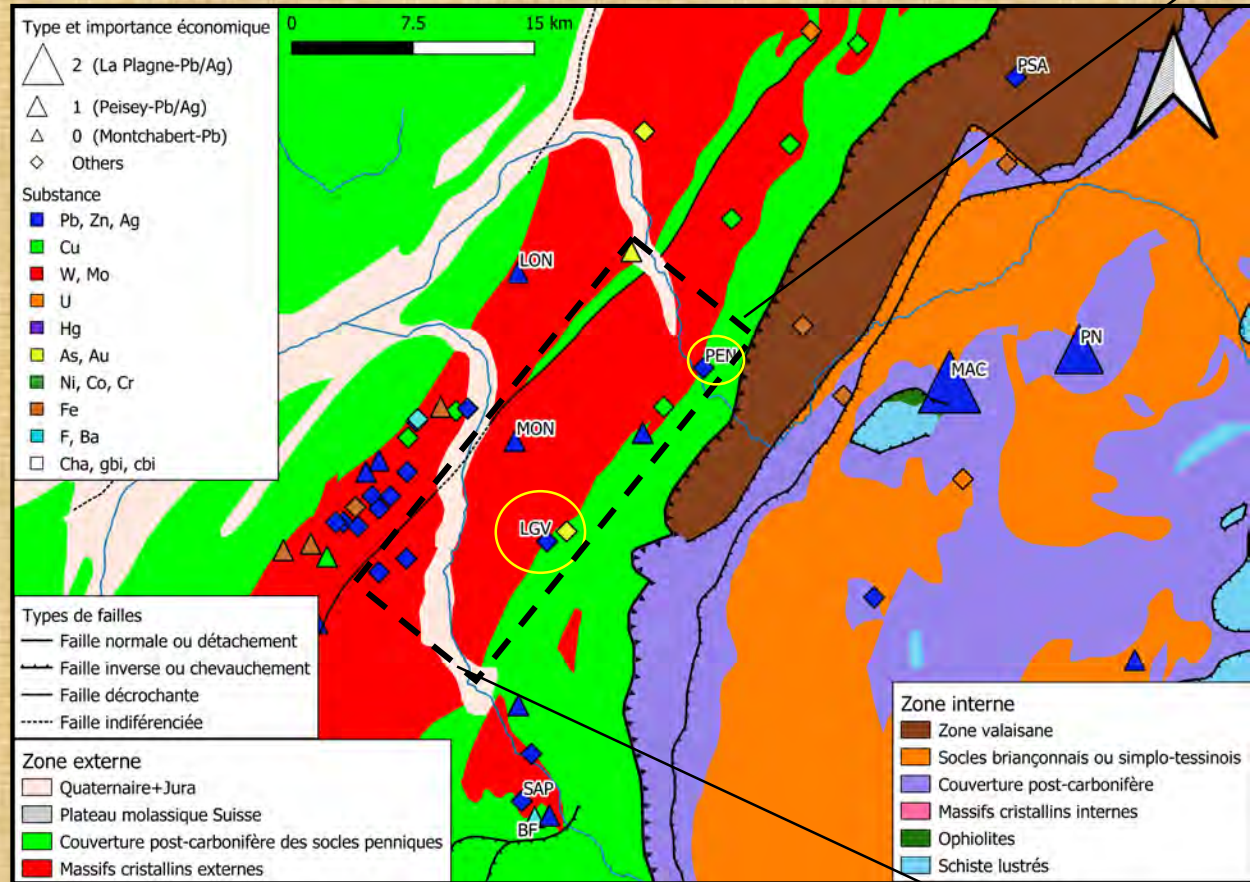 Type et importance économique
2 (La Plagne-Pb/Ag)
1 (Peisey-Pb/Ag)
0 (Montchabert-Pb)
Others
Substance
Pb, Zn, Ag
Cu
W, Mo
U
Hg
As, Au
Ni, Co, Cr
Fe
F, Ba
Cha, gbi, cbi
0 7.5 15 km
PSA
LON
PEN
PN
MAC
MON
LGV
SAP
BF
Types de failles
Faille normale ou détachement
Faille inverse ou chevauchement
Faille décrochante
Faille indiférenciée
Zone externe
Quaternaire+Jura
Plateau molassique Suisse
Couverture post-carbonifère des socles penniques
Massifs cristallins externes
Zone interne
Zone valaisane
Socles briançonnais ou simplo-tessinois
Couverture post-carbonifère
Massifs cristallins internes
Ophiolites
Schiste lustrés